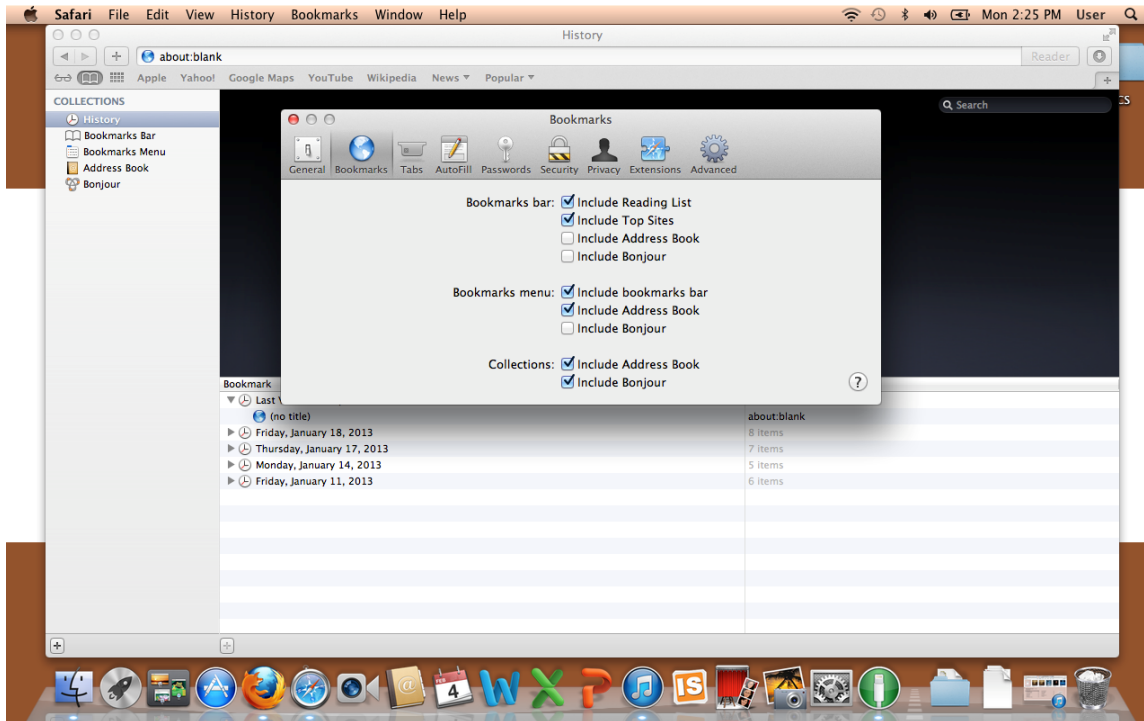 Safari File Edit View History Bookmarks Window Help Mon 2:25 PM User
History
about:blank Reader
Apple Yahoo! Google Maps YouTube Wikipedia News Popular
COLLECTIONS
History
Bookmarks Bar
Bookmarks Menu
Address Book
Bonjour
Search
CS
Bookmarks
General Bookmarks Tabs AutoFill Passwords Security Privacy Extensions Advanced
Bookmarks bar: Include Reading List
Include Top Sites
Include Address Book
Include Bonjour
Bookmarks menu: Include bookmarks bar
Include Address Book
Include Bonjour
Collections: Include Address Book
Include Bonjour
?
Bookmark
Last
(no title) about:blank
Friday, January 18, 2013 8 items
Thursday, January 17, 2013 7 items
Monday, January 14, 2013 5 items
Friday, January 11, 2013 6 items
FEB
4
IS